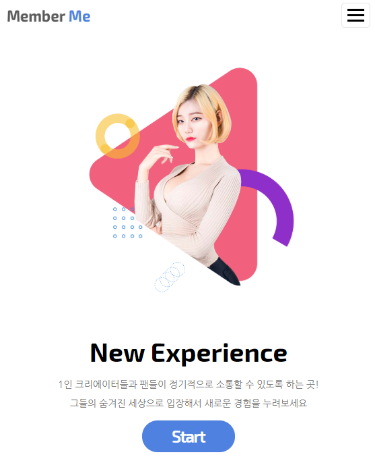 Member Me
New Experience
1인 크리에이터들과 팬들이 정기적으로 소통할 수 있도록 하는 곳!
그들의 숨겨진 세상으로 입장해서 새로운 경험을 누려보세요
Start